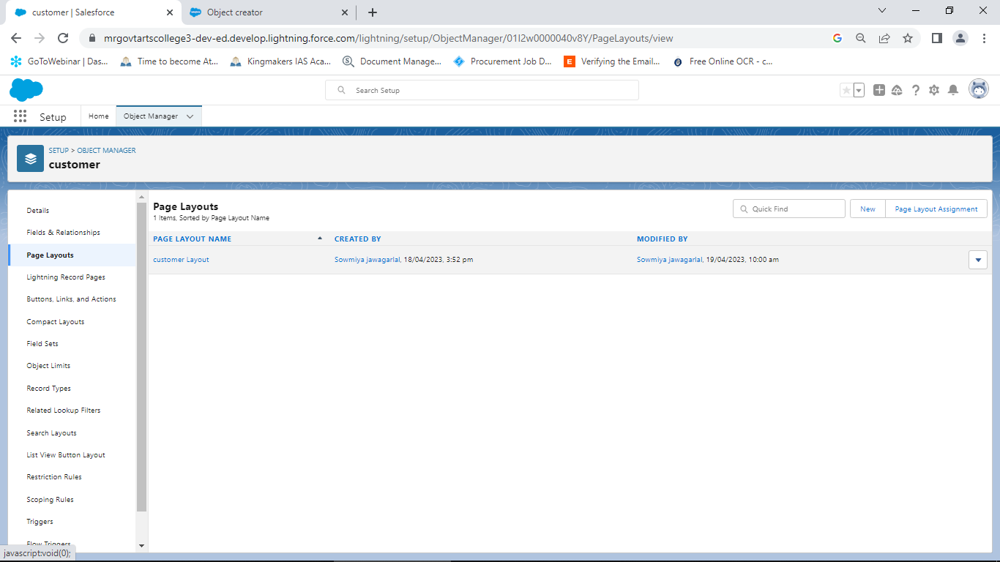 customer | Salesforce
Object creator
mrgovtartscollege3-dev-ed.develop.lightning.force.com/lightning/setup/ObjectManager/01I2w0000040v8Y/PageLayouts/view
GoToWebinar | Das...
Time to become At...
Kingmakers IAS Aca...
Document Manage...
Procurement Job D...
Verifying the Email...
Free Online OCR - c...
Search Setup
Setup
Home
Object Manager
SETUP > OBJECT MANAGER
customer
Details
Fields & Relationships
Page Layouts
Lightning Record Pages
Buttons, Links, and Actions
Compact Layouts
Field Sets
Object Limits
Record Types
Related Lookup Filters
Search Layouts
List View Button Layout
Restriction Rules
Scoping Rules
Triggers
Flow Triggers
Page Layouts
1 Items, Sorted by Page Layout Name
Quick Find
New
Page Layout Assignment
PAGE LAYOUT NAME
CREATED BY
MODIFIED BY
customer Layout
Sowmiya jawagarlal, 18/04/2023, 3:52 pm
Sowmiya jawagarlal, 19/04/2023, 10:00 am
javascript:void(0);